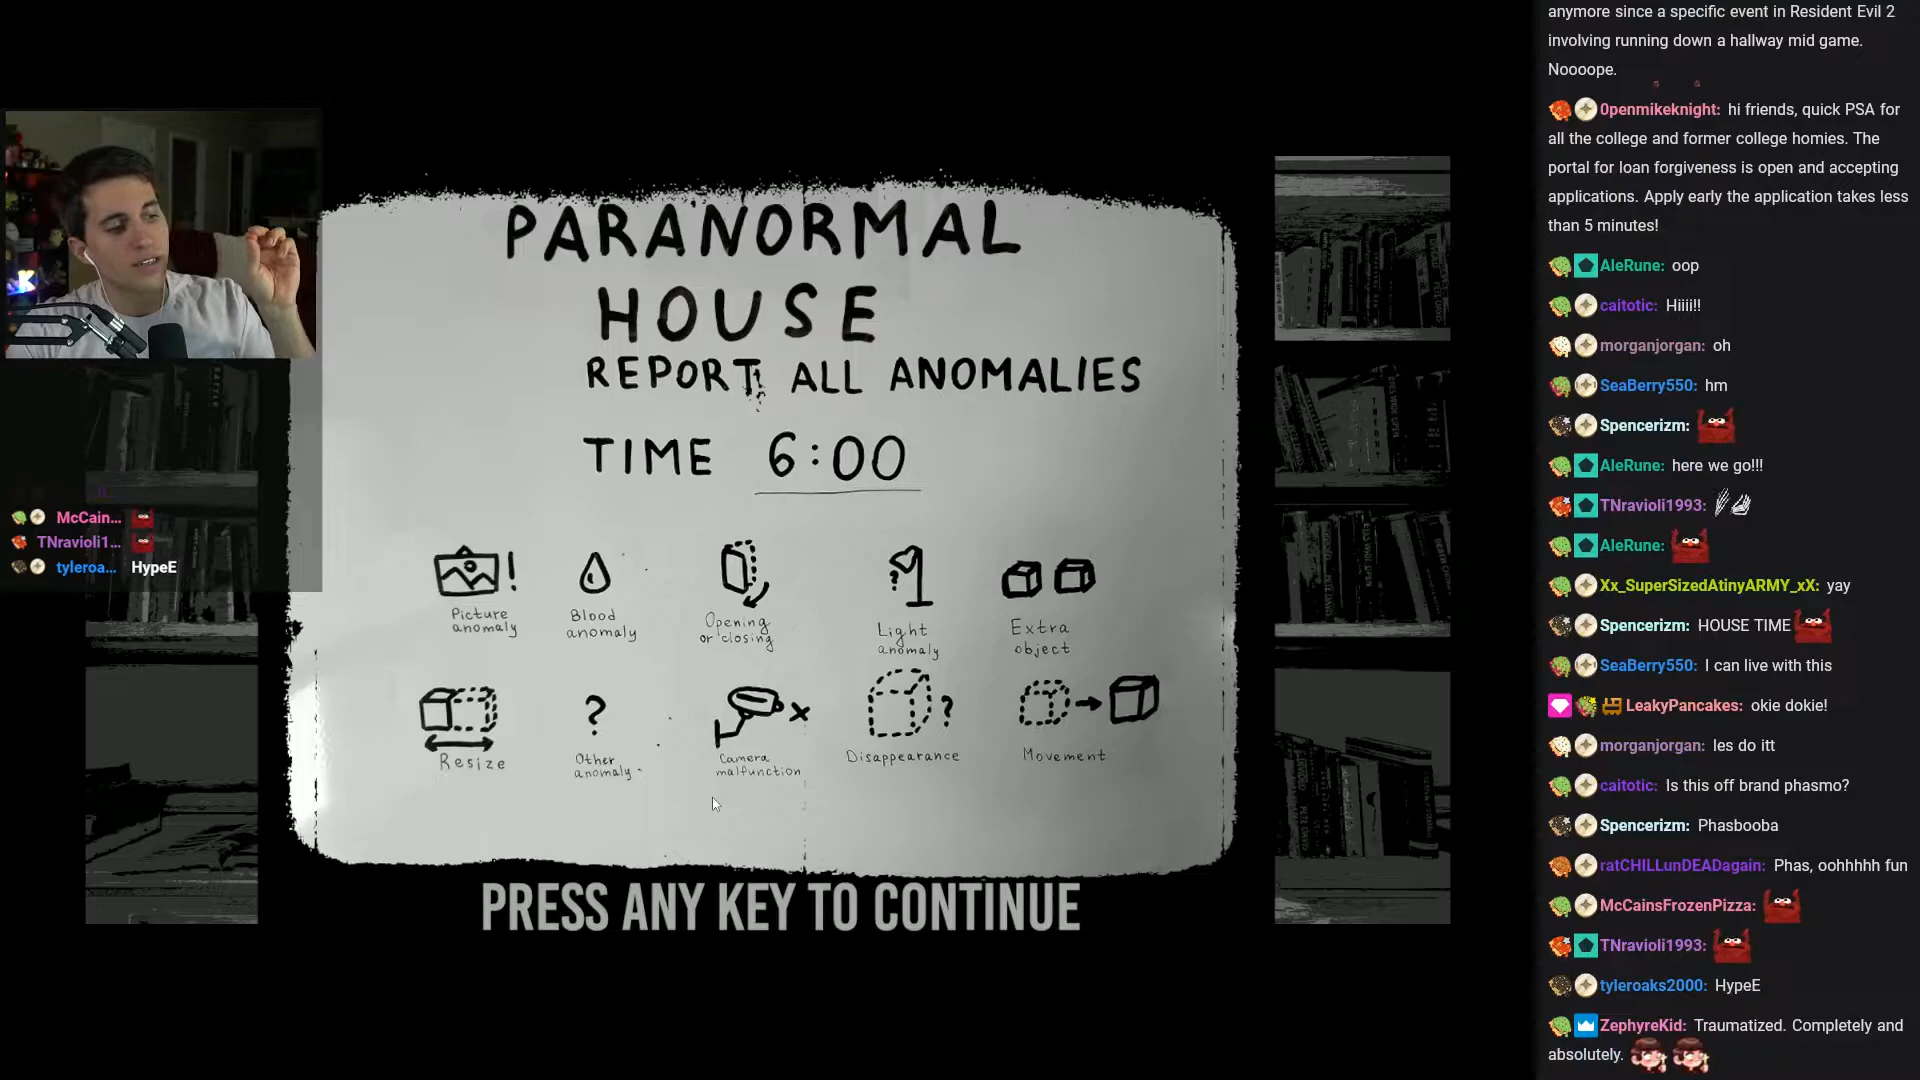 PARANORMAL
HOUSE
REPORT ALL ANOMALIES
TIME 6:00
Picture
anomaly
Blood
anomaly
Opening
or closing
Light
anomaly
Extra
object
Resize
Other
anomaly
Camera
malfunction
Disappearance
Movement
PRESS ANY KEY TO CONTINUE
McCain...
TNravioli1...
tyleroa... HypeE
anymore since a specific event in Resident Evil 2
involving running down a hallway mid game.
Noooope.
0penmikeknight: hi friends, quick PSA for
all the college and former college homies. The
portal for loan forgiveness is open and accepting
applications. Apply early the application takes less
than 5 minutes!
AleRune: oop
caitotic: Hiiii!!
morganjorgan: oh
SeaBerry550: hm
Spencerizm:
AleRune: here we go!!!
TNravioli1993:
AleRune:
Xx_SuperSizedAtinyARMY_xX: yay
Spencerizm: HOUSE TIME
SeaBerry550: I can live with this
LeakyPancakes: okie dokie!
morganjorgan: les do itt
caitotic: Is this off brand phasmo?
Spencerizm: Phasbooba
ratCHILLunDEADagain: Phas, oohhhhh fun
McCainsFrozenPizza:
TNravioli1993:
tyleroaks2000: HypeE
ZephyreKid: Traumatized. Completely and
absolutely.